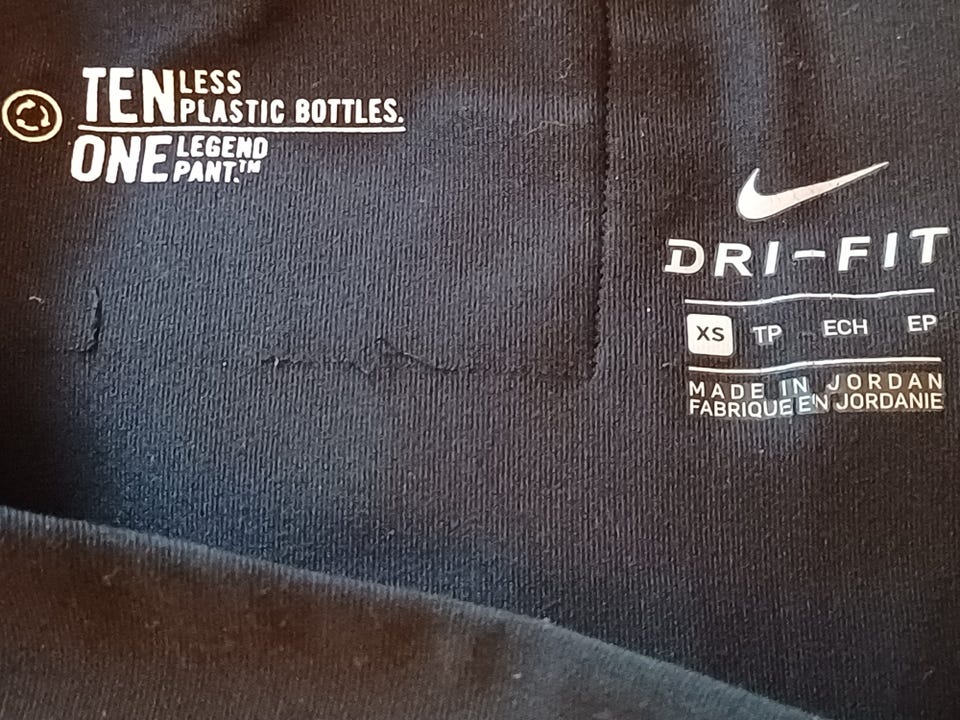 TEN LESS
PLASTIC BOTTLES.
ONE LEGEND
PANT.™
DRI-FIT
XS TP ECH EP
MADE IN JORDAN
FABRIQUE EN JORDANIE